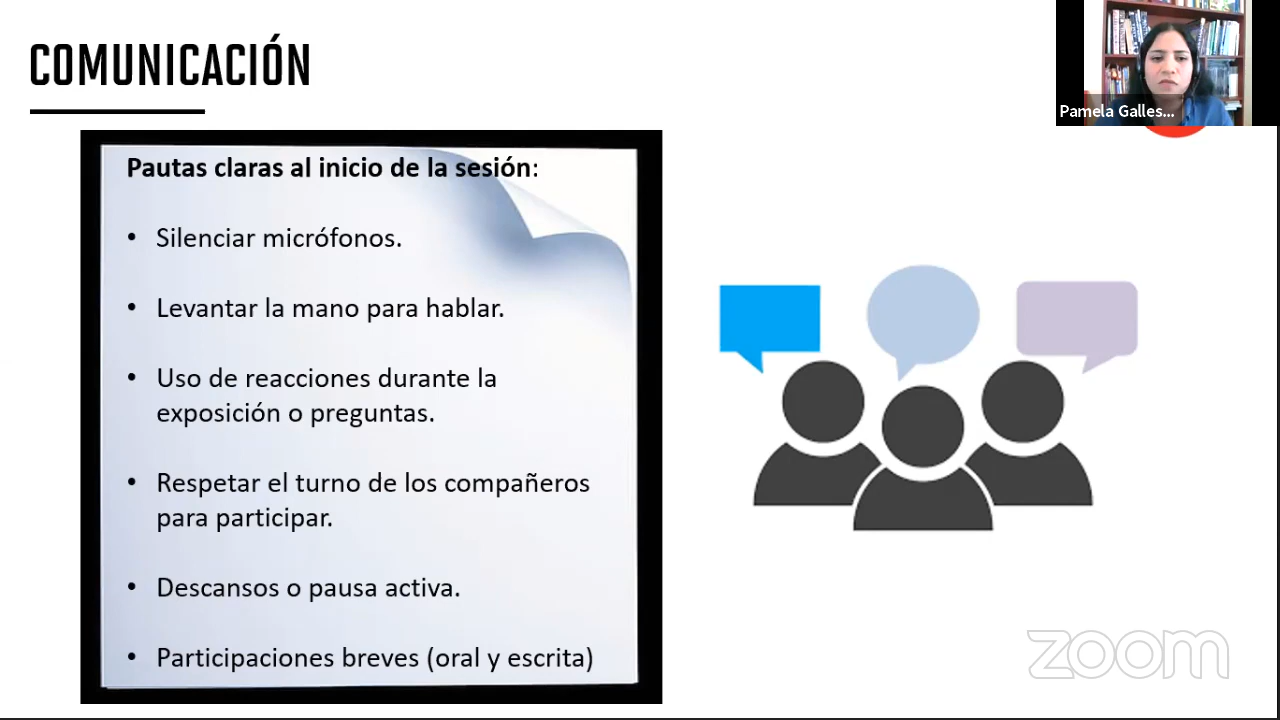 COMUNICACIÓN
Pamela Galles...
Pautas claras al inicio de la sesión:
• Silenciar micrófonos.
• Levantar la mano para hablar.
• Uso de reacciones durante la
exposición o preguntas.
• Respetar el turno de los compañeros
para participar.
• Descansos o pausa activa.
• Participaciones breves (oral y escrita)
zoom